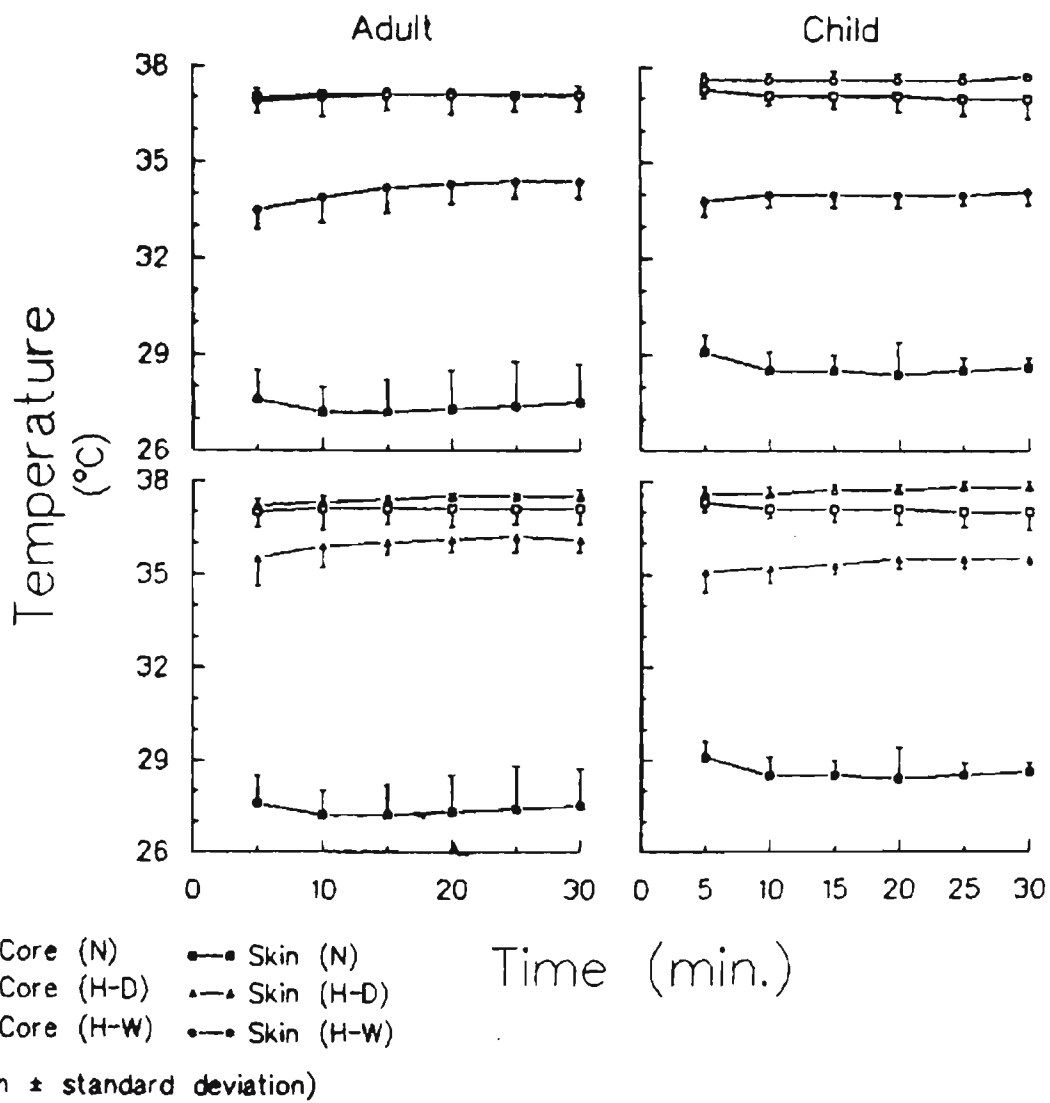 Adult Child
38
35
32
29
26
38
35
32
29
26
Temperature
(°C)
0 10 20 30 0 5 10 15 20 25 30
Time (min.)
Core (N) Skin (N)
Core (H-D) Skin (H-D)
Core (H-W) Skin (H-W)
± standard deviation)